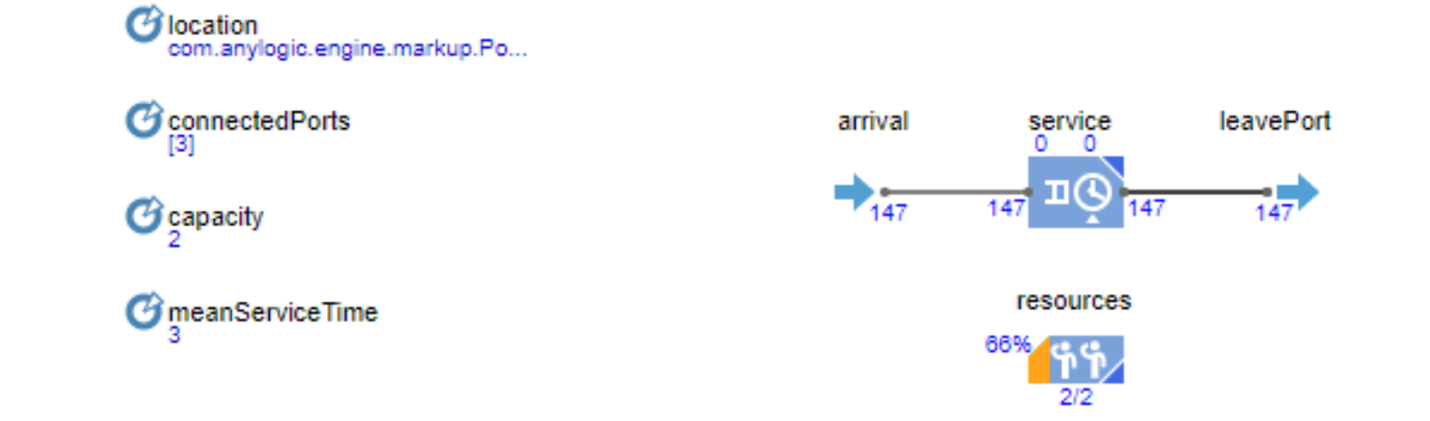 location
com.anylogic.engine.markup.Po...
connectedPorts
[3]
capacity
2
meanServiceTime
3
arrival
service
leavePort
0 0
147
147
147
147
resources
66%
2/2